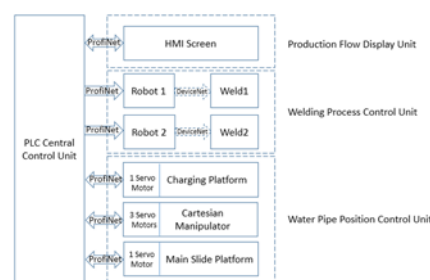 ProfiNet
HMI Screen
Production Flow Display Unit
ProfiNet
Robot 1
DeviceNet
Weld1
Welding Process Control Unit
ProfiNet
Robot 2
DeviceNet
Weld2
PLC Central
Control Unit
ProfiNet
1 Servo
Motor
Charging Platform
ProfiNet
3 Servo
Motors
Cartesian
Manipulator
Water Pipe Position Control Unit
ProfiNet
1 Servo
Motor
Main Slide Platform